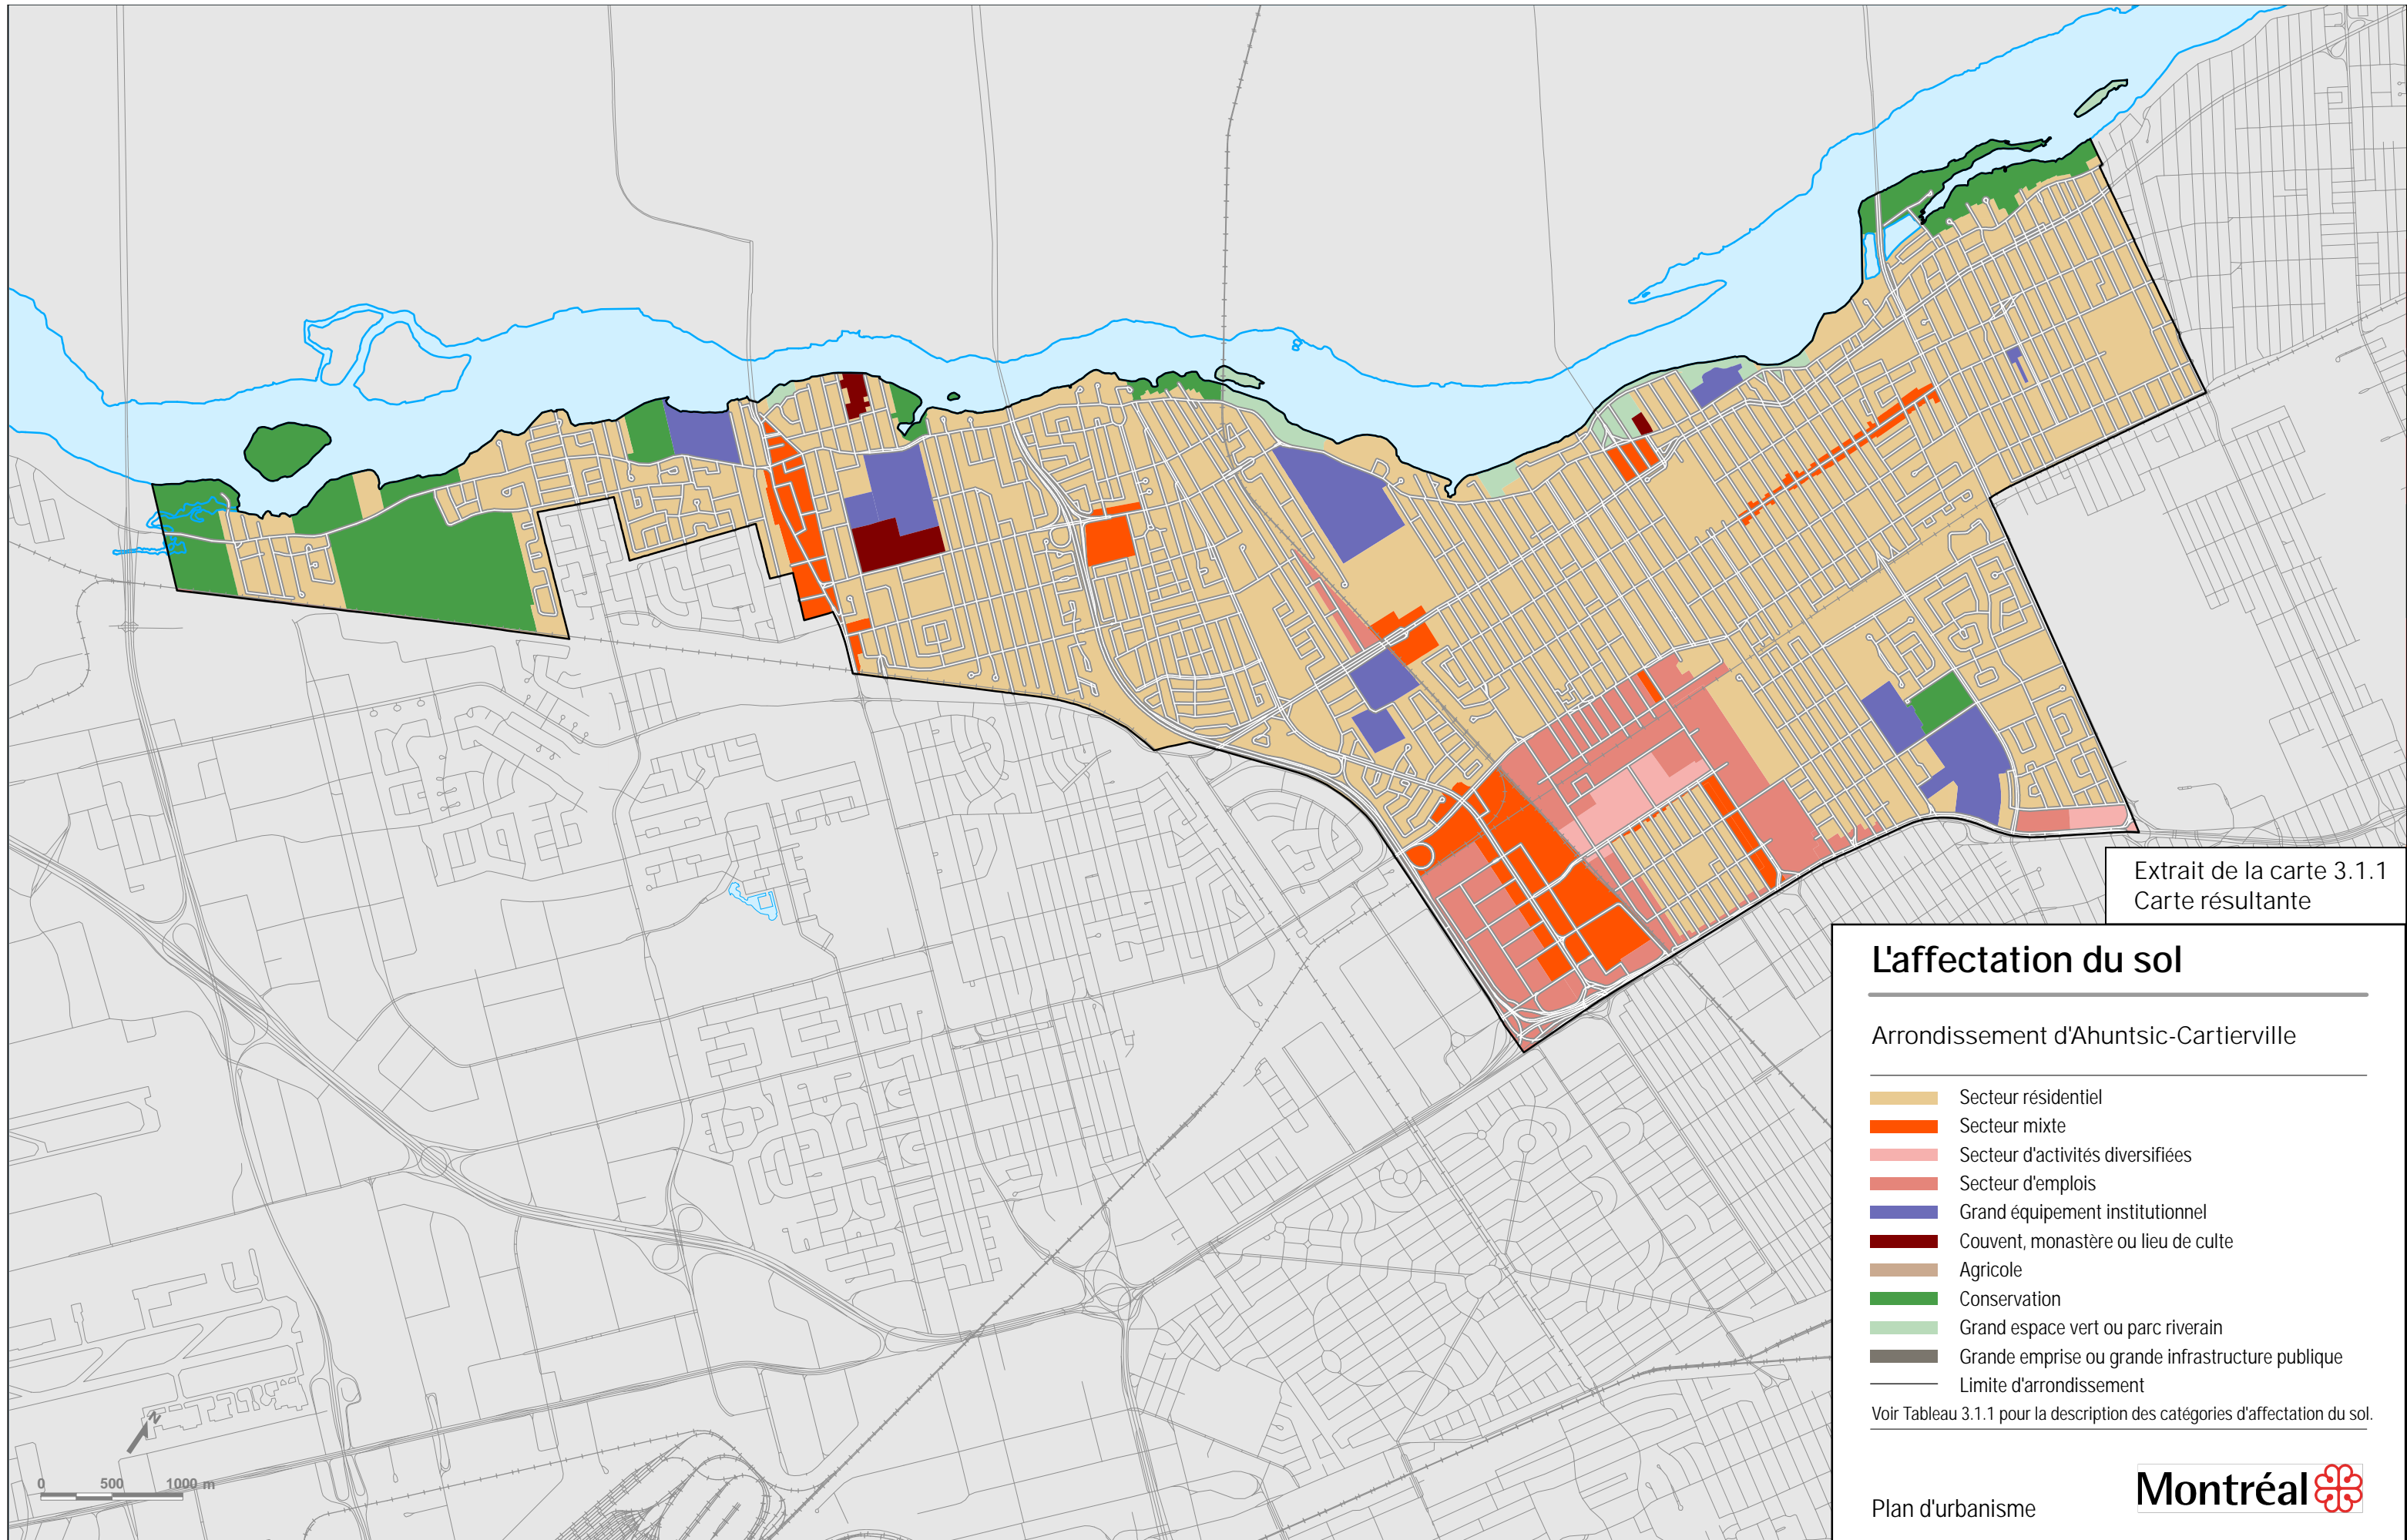 Extrait de la carte 3.1.1
Carte résultante
L'affectation du sol
Arrondissement d'Ahuntsic-Cartierville
Secteur résidentiel
Secteur mixte
Secteur d'activités diversifiées
Secteur d'emplois
Grand équipement institutionnel
Couvent, monastère ou lieu de culte
Agricole
Conservation
Grand espace vert ou parc riverain
Grande emprise ou grande infrastructure publique
Limite d'arrondissement
Voir Tableau 3.1.1 pour la description des catégories d'affectation du sol.
Plan d'urbanisme
Montréal
N
0 500 1000 m